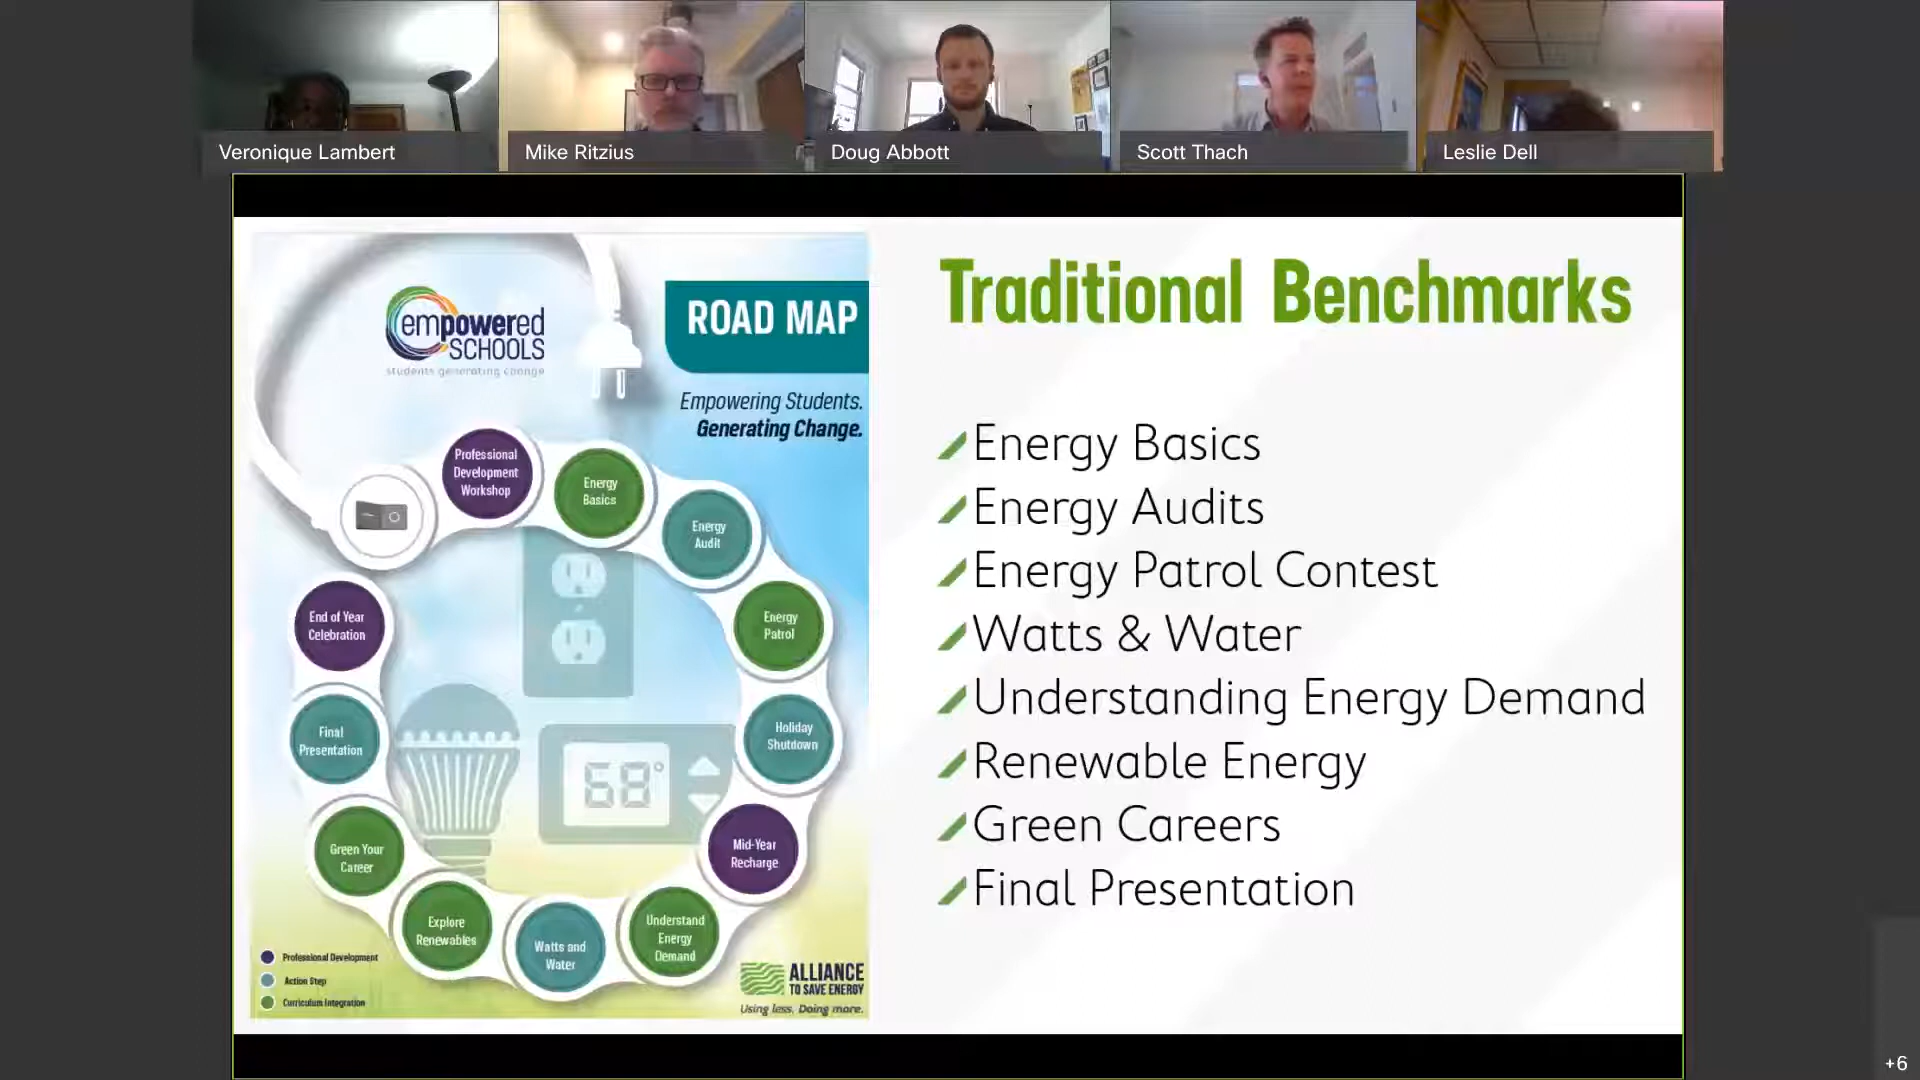 Veronique Lambert
Mike Ritzius
Doug Abbott
Scott Thach
Leslie Dell
empowered
SCHOOLS
students generating change
ROAD MAP
Empowering Students.
Generating Change.
Professional
Development
Workshop
Energy
Basics
Energy
Audit
Energy
Patrol
Holiday
Shutdown
Mid-Year
Recharge
Understand
Energy
Demand
Watts and
Water
Explore
Renewables
Green Your
Career
Final
Presentation
End of Year
Celebration
68°
Professional Development
Action Step
Curriculum Integration
ALLIANCE
TO SAVE ENERGY
Using less. Doing more.
Traditional Benchmarks
Energy Basics
Energy Audits
Energy Patrol Contest
Watts & Water
Understanding Energy Demand
Renewable Energy
Green Careers
Final Presentation
+6